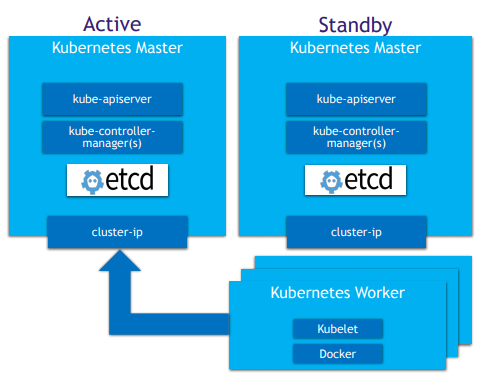 Active
Standby
Kubernetes Master
kube-apiserver
kube-controller-
manager(s)
etcd
cluster-ip
Kubernetes Master
kube-apiserver
kube-controller-
manager(s)
etcd
cluster-ip
Kubernetes Worker
Kubelet
Docker